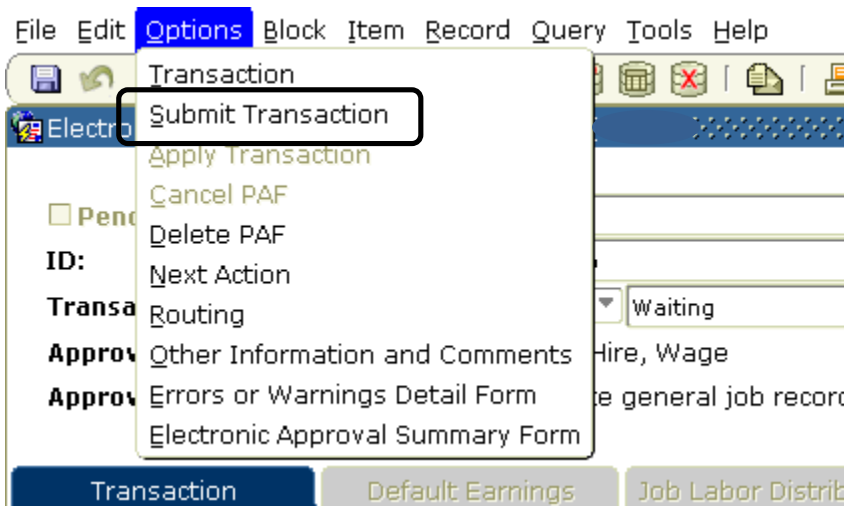 File Edit Options Block Item Record Query Tools Help
Transaction
Submit Transaction
Electro
Apply Transaction
Cancel PAF
Pend
Delete PAF
ID:
Next Action
Transa
Routing
Waiting
Approv
Other Information and Comments
Hire, Wage
Approv
Errors or Warnings Detail Form
te general job record
Electronic Approval Summary Form
Transaction Default Earnings Job Labor Distrib